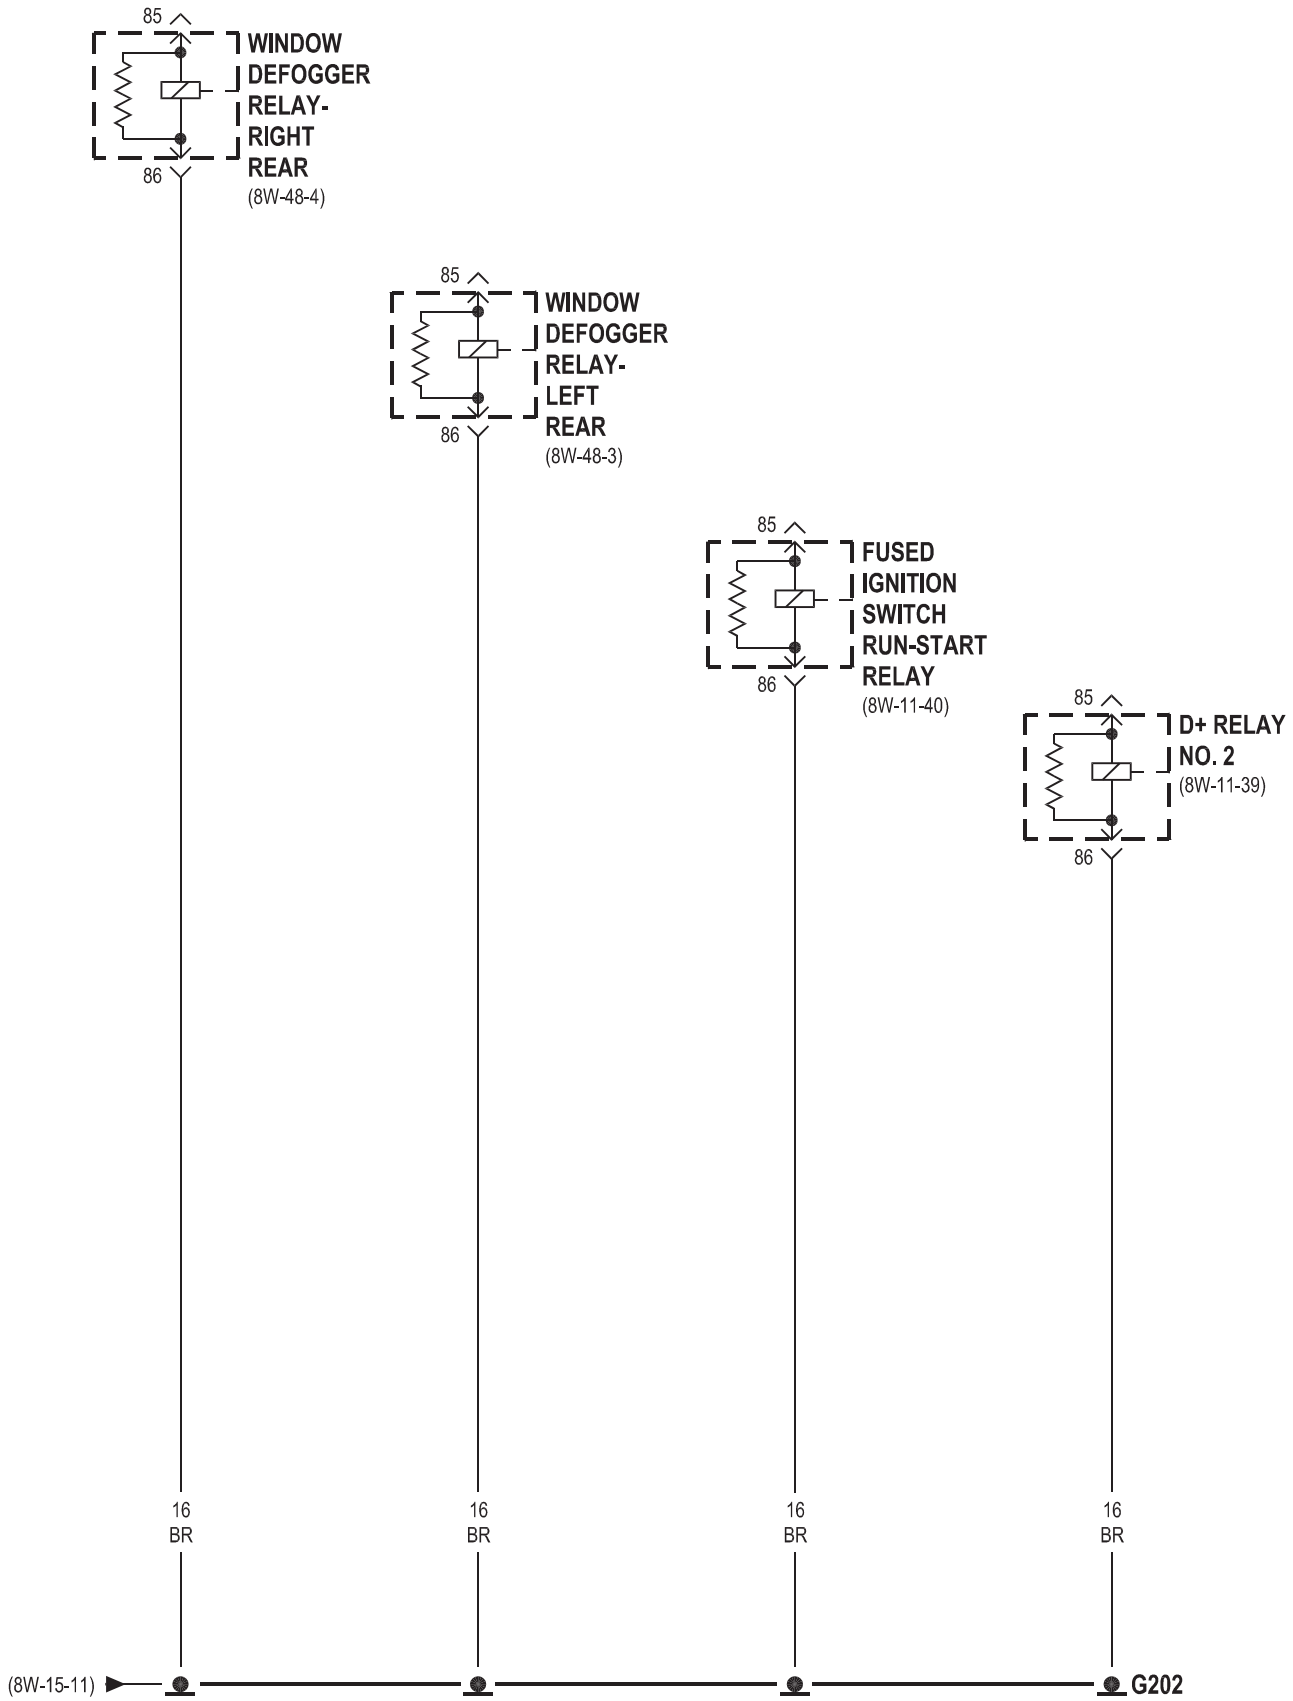 85
WINDOW
DEFOGGER
RELAY-
RIGHT
REAR
(8W-48-4)
86
85
WINDOW
DEFOGGER
RELAY-
LEFT
REAR
(8W-48-3)
86
85
FUSED
IGNITION
SWITCH
RUN-START
RELAY
(8W-11-40)
86
85
D+ RELAY
NO. 2
(8W-11-39)
86
16
BR
16
BR
16
BR
16
BR
(8W-15-11)
G202